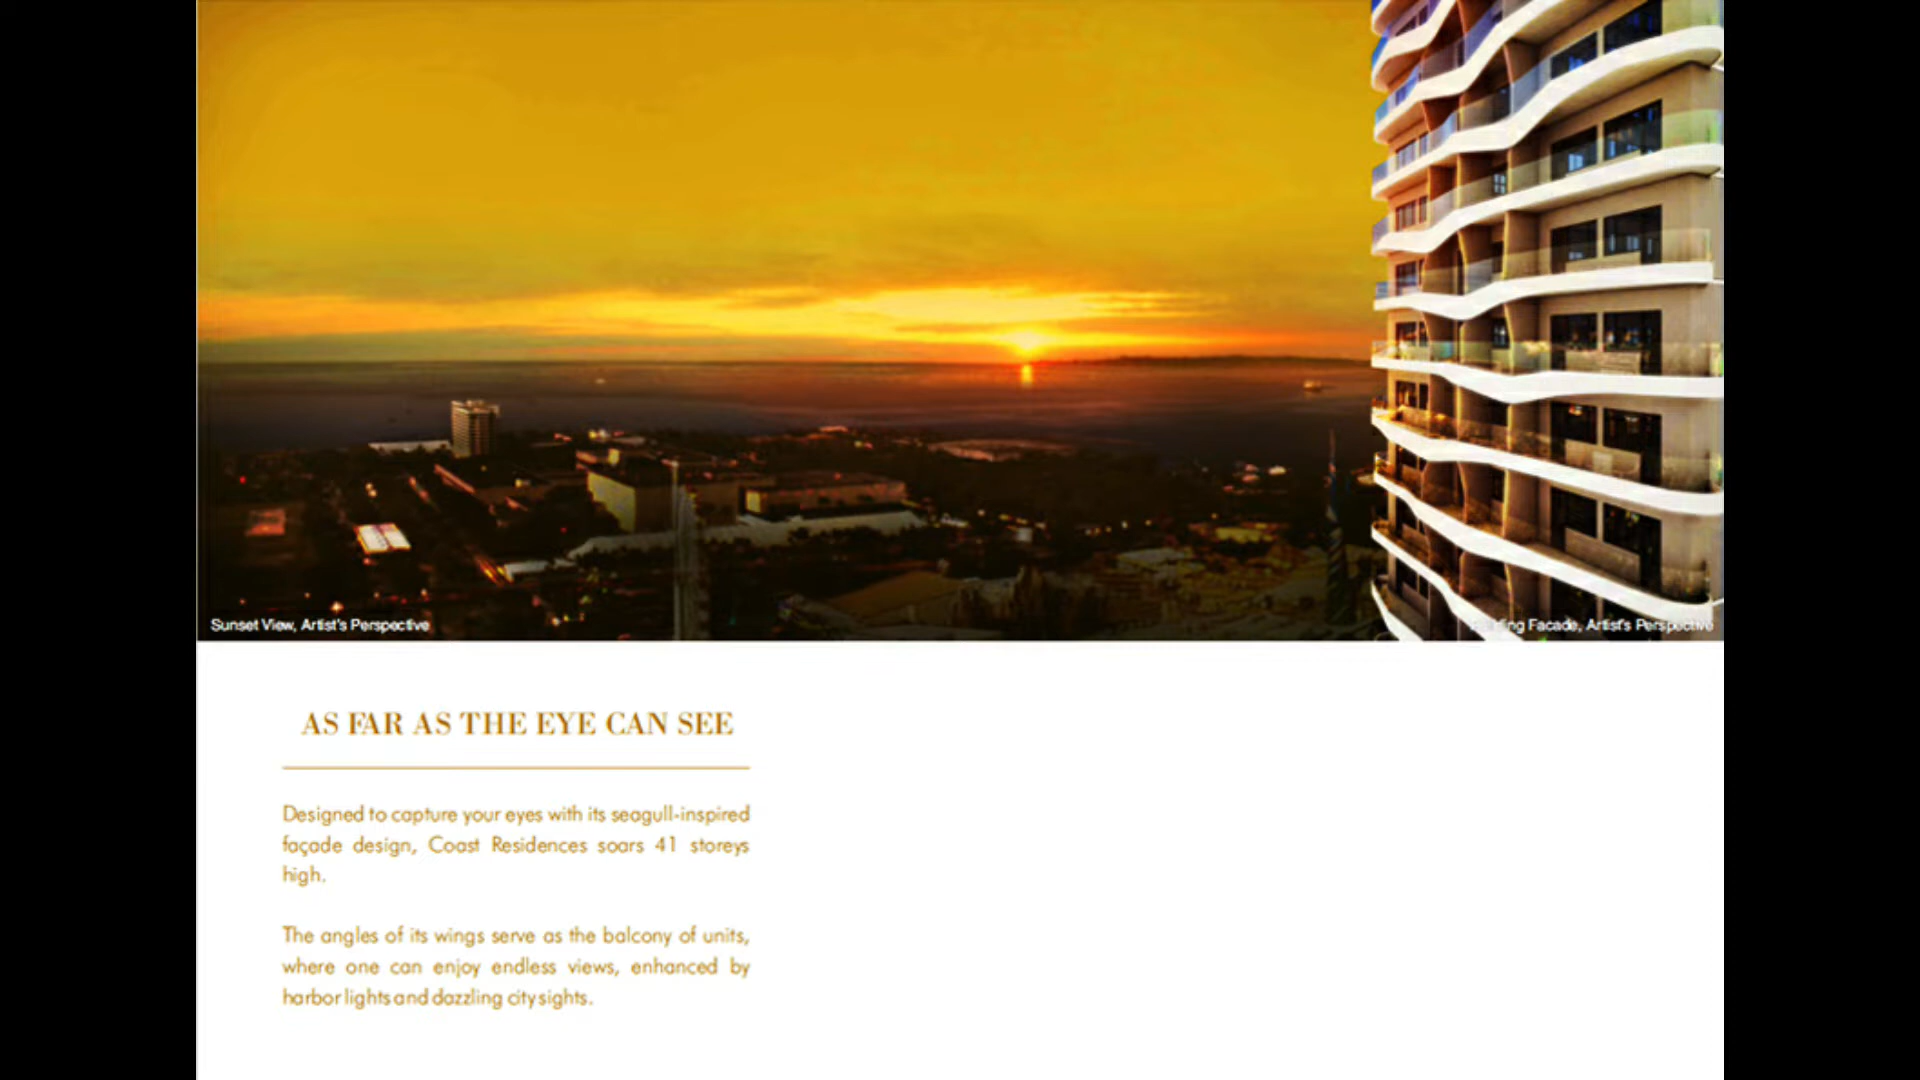 Sunset View, Artist's Perspective
Facade, Artist's Perspective
AS FAR AS THE EYE CAN SEE
Designed to capture your eyes with its seagull-inspired
façade design, Coast Residences soars 41 storeys
high.
The angles of its wings serve as the balcony of units,
where one can enjoy endless views, enhanced by
harbor lights and dazzling city sights.